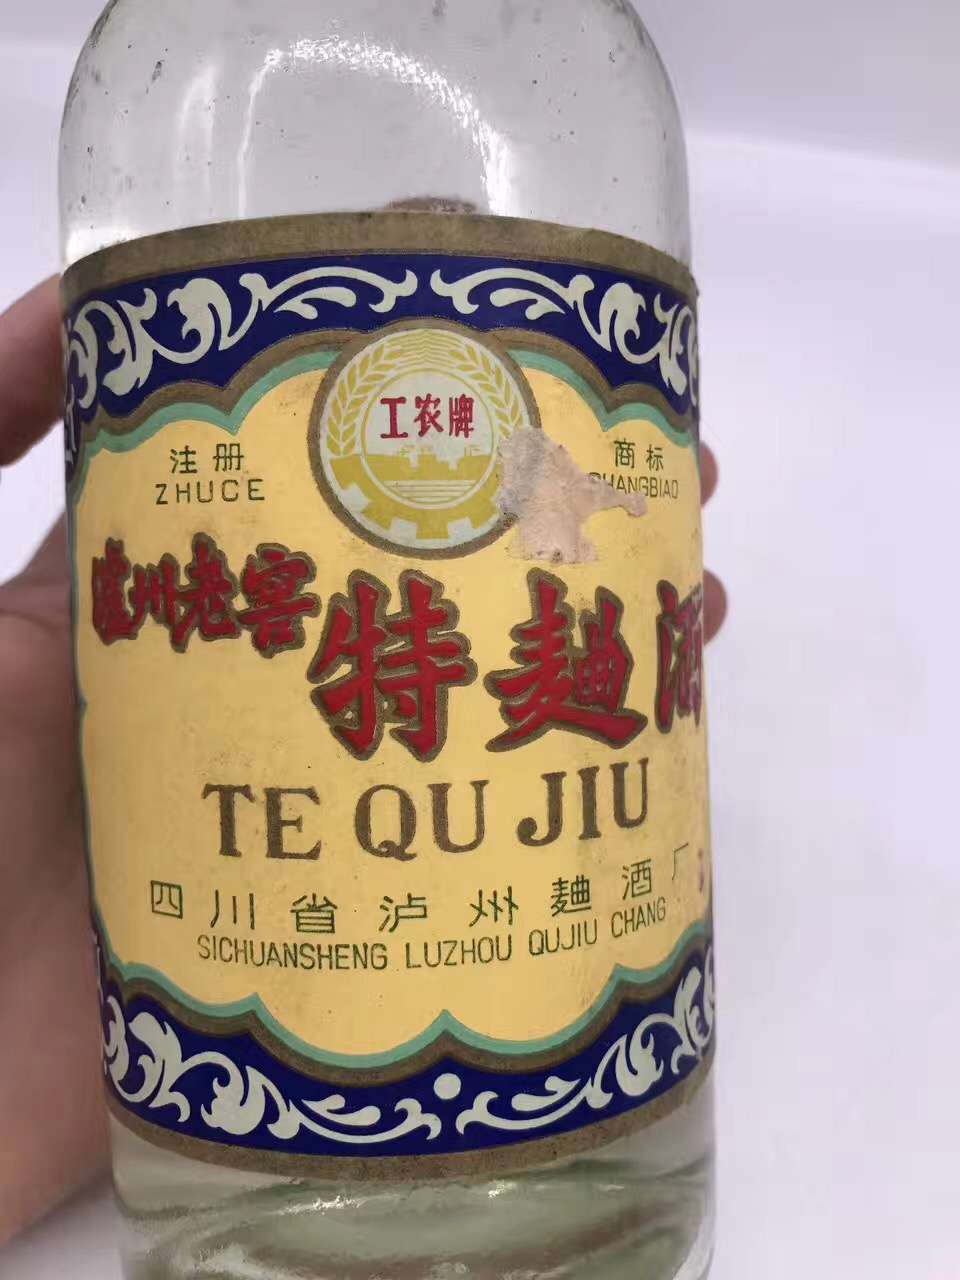 工农牌
注册 商标
ZHUCE SHANGBIAO
泸州老窖
特麯酒
TE QU JIU
四川省泸州麯酒厂
SICHUANSHENG LUZHOU QUJIU CHANG